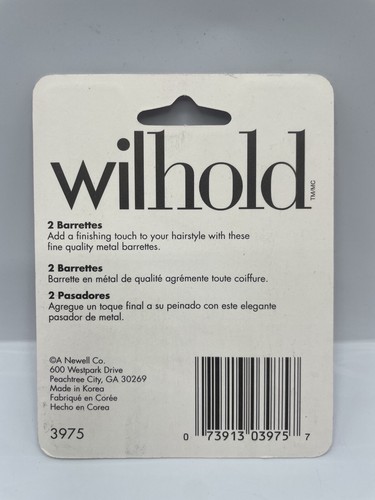 wilhold TM/MC
2 Barrettes
Add a finishing touch to your hairstyle with these
fine quality metal barrettes.
2 Barrettes
Barrette en métal de qualité agrémente toute coiffure.
2 Pasadores
Agregue un toque final a su peinado con este elegante
pasador de metal.
©A Newell Co.
600 Westpark Drive
Peachtree City, GA 30269
Made in Korea
Fabriqué en Corée
Hecho en Corea
3975
0 73913 03975 7